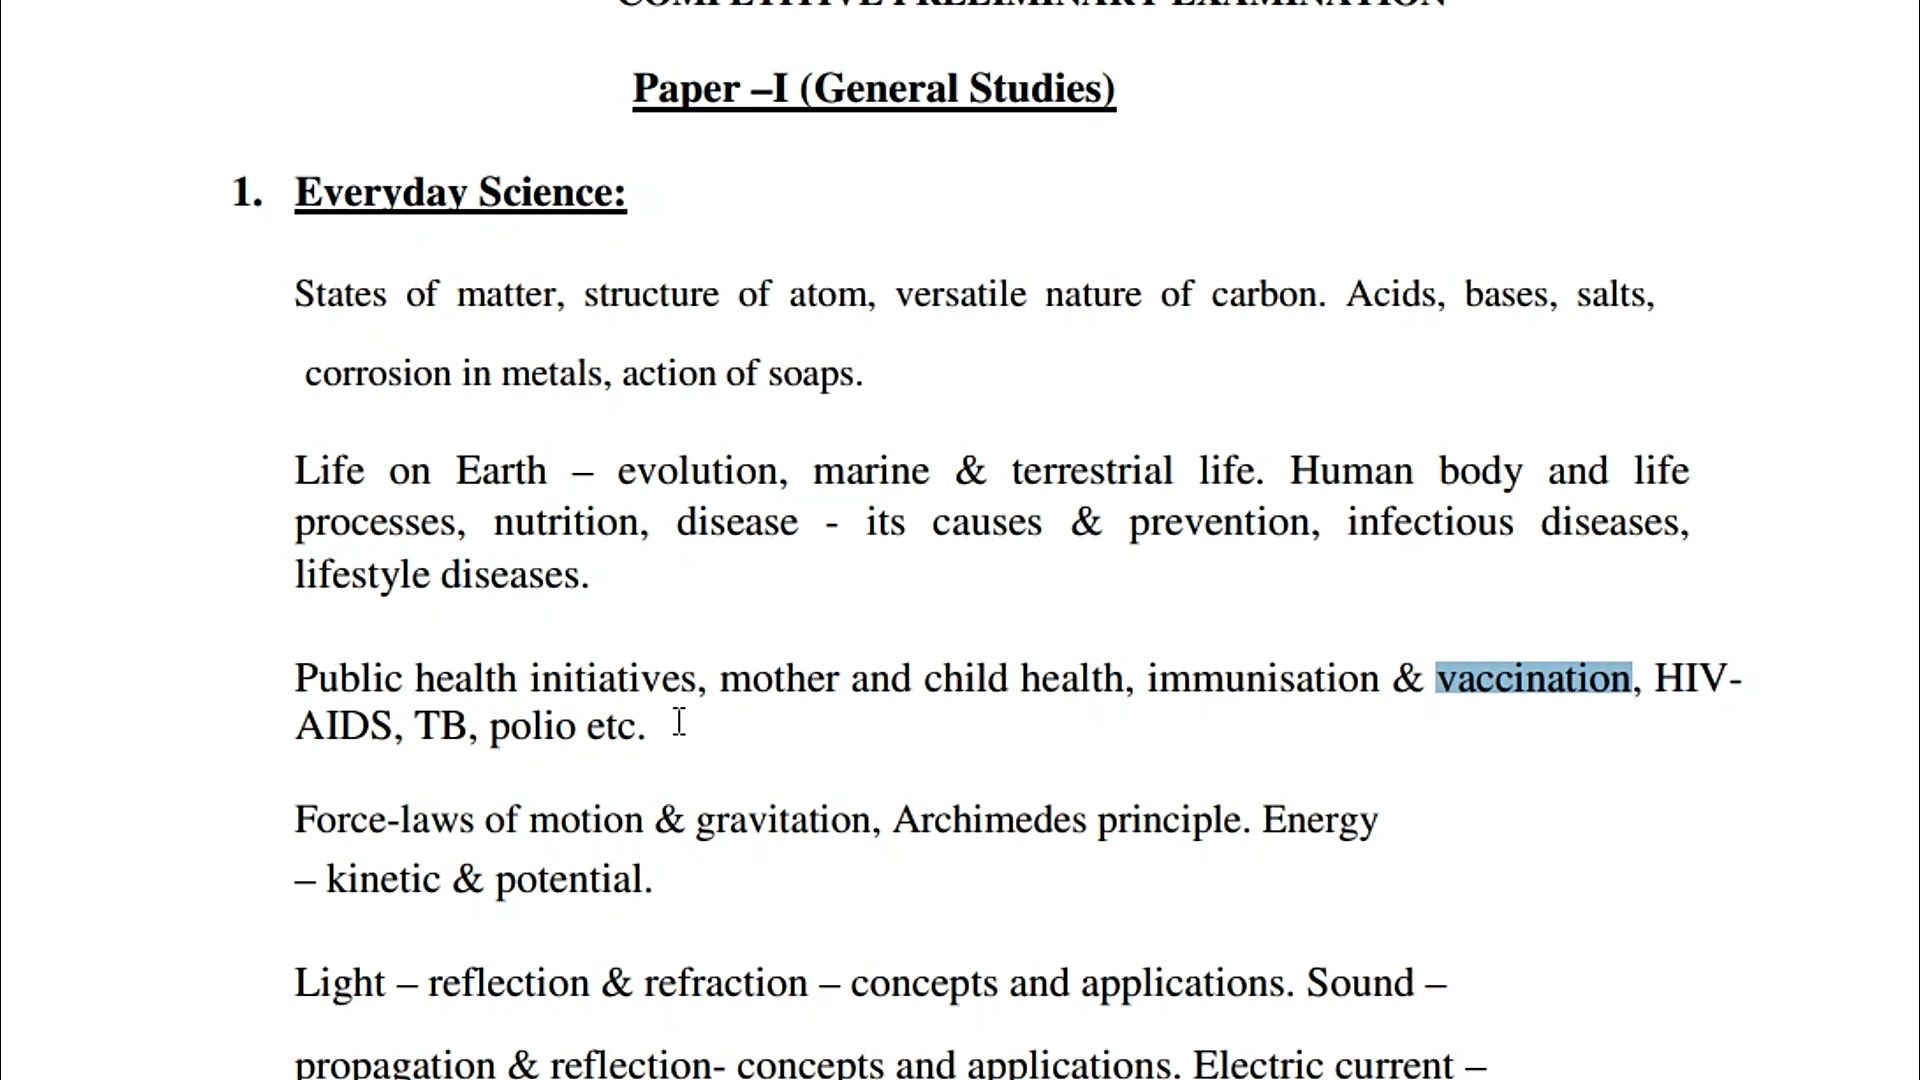 COMPETITIVE PRELIMINARY EXAMINATION
Paper –I (General Studies)
1. Everyday Science:
States of matter, structure of atom, versatile nature of carbon. Acids, bases, salts,
corrosion in metals, action of soaps.
Life on Earth – evolution, marine & terrestrial life. Human body and life
processes, nutrition, disease - its causes & prevention, infectious diseases,
lifestyle diseases.
Public health initiatives, mother and child health, immunisation & vaccination, HIV-
AIDS, TB, polio etc.
Force-laws of motion & gravitation, Archimedes principle. Energy
– kinetic & potential.
Light – reflection & refraction – concepts and applications. Sound –
propagation & reflection- concepts and applications. Electric current –